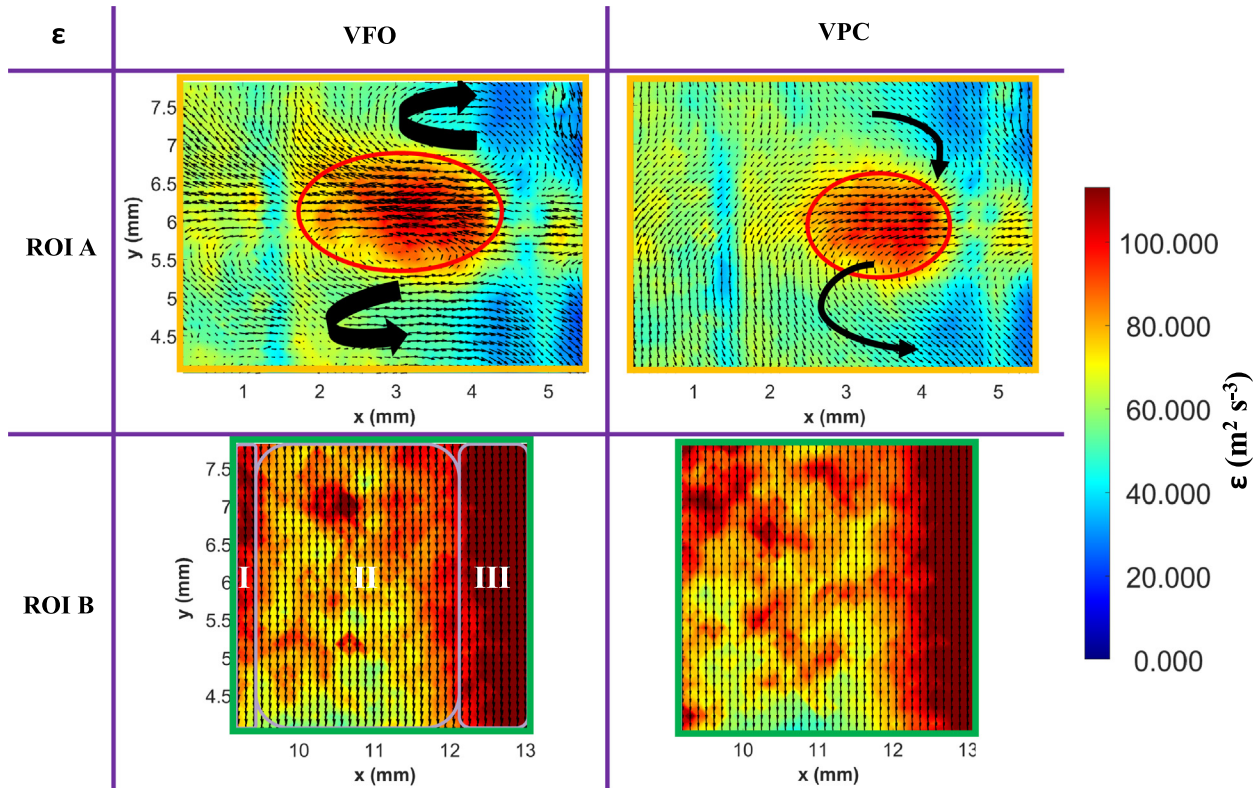 ε VFO VPC
ROI A
y (mm)
7.5
7
6.5
6
5.5
5
4.5
1 2 3 4 5
x (mm)
1 2 3 4 5
x (mm)
ROI B
y (mm)
7.5
7
6.5
6
5.5
5
4.5
I II III
10 11 12 13
x (mm)
10 11 12 13
x (mm)
100.000
80.000
60.000
40.000
20.000
0.000
ε (m² s⁻³)